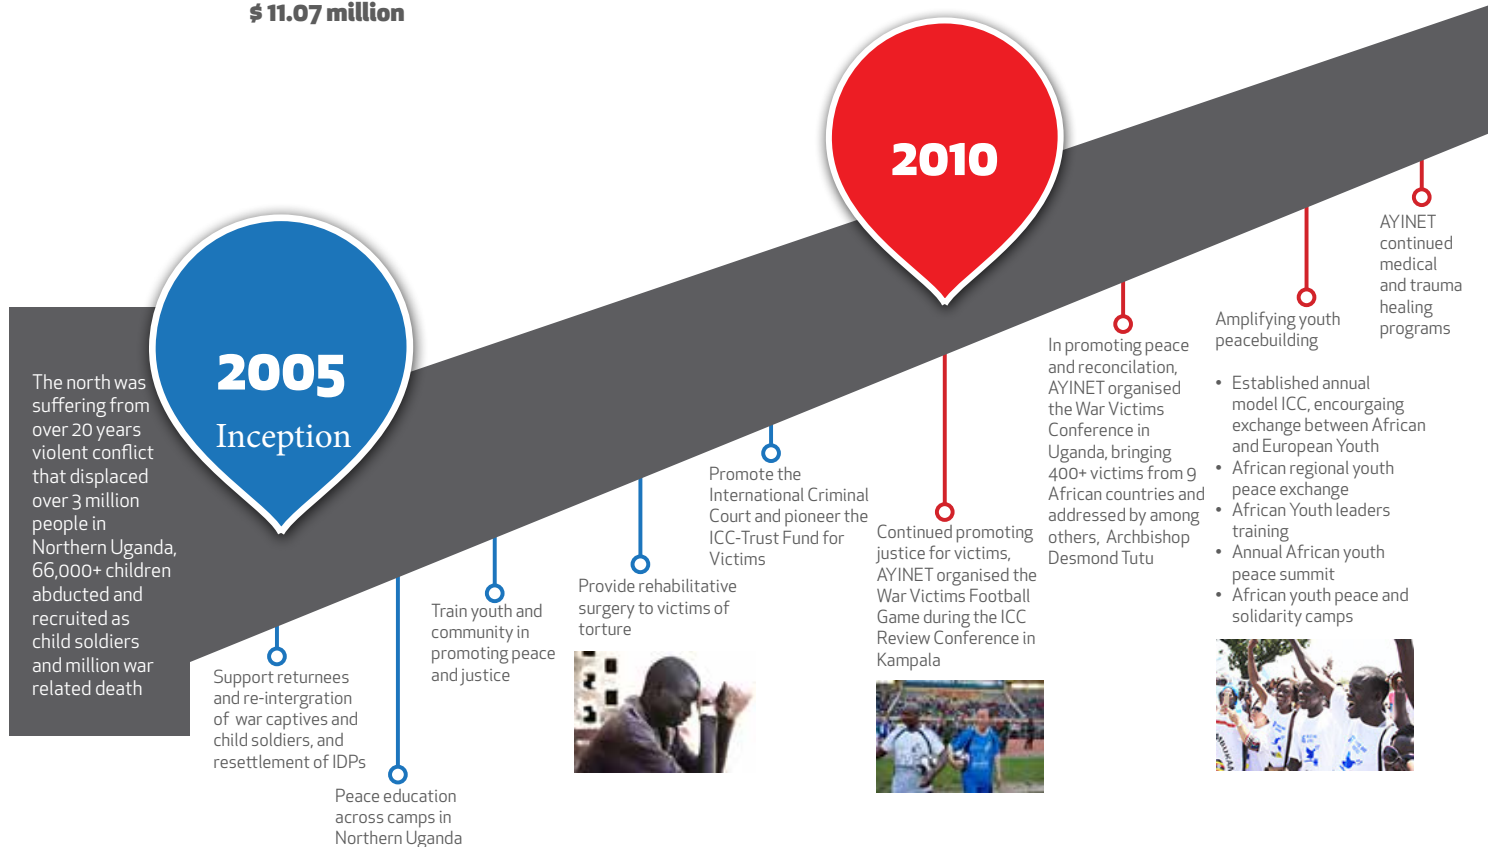 $ 11.07 million
2005
Inception
The north was
suffering from
over 20 years
violent conflict
that displaced
over 3 million
people in
Northern Uganda,
66,000+ children
abducted and
recruited as
child soldiers
and million war
related death
Support returnees
and re-intergration
of war captives and
child soldiers, and
resettlement of IDPs
Peace education
across camps in
Northern Uganda
Train youth and
community in
promoting peace
and justice
Provide rehabilitative
surgery to victims of
torture
Promote the
International Criminal
Court and pioneer the
ICC-Trust Fund for
Victims
2010
Continued promoting
justice for victims,
AYINET organised the
War Victims Football
Game during the ICC
Review Conference in
Kampala
In promoting peace
and reconcilation,
AYINET organised
the War Victims
Conference in
Uganda, bringing
400+ victims from 9
African countries and
addressed by among
others, Archbishop
Desmond Tutu
Amplifying youth
peacebuilding
• Established annual
model ICC, encourgaing
exchange between African
and European Youth
• African regional youth
peace exchange
• African Youth leaders
training
• Annual African youth
peace summit
• African youth peace and
solidarity camps
AYINET
continued
medical
and trauma
healing
programs